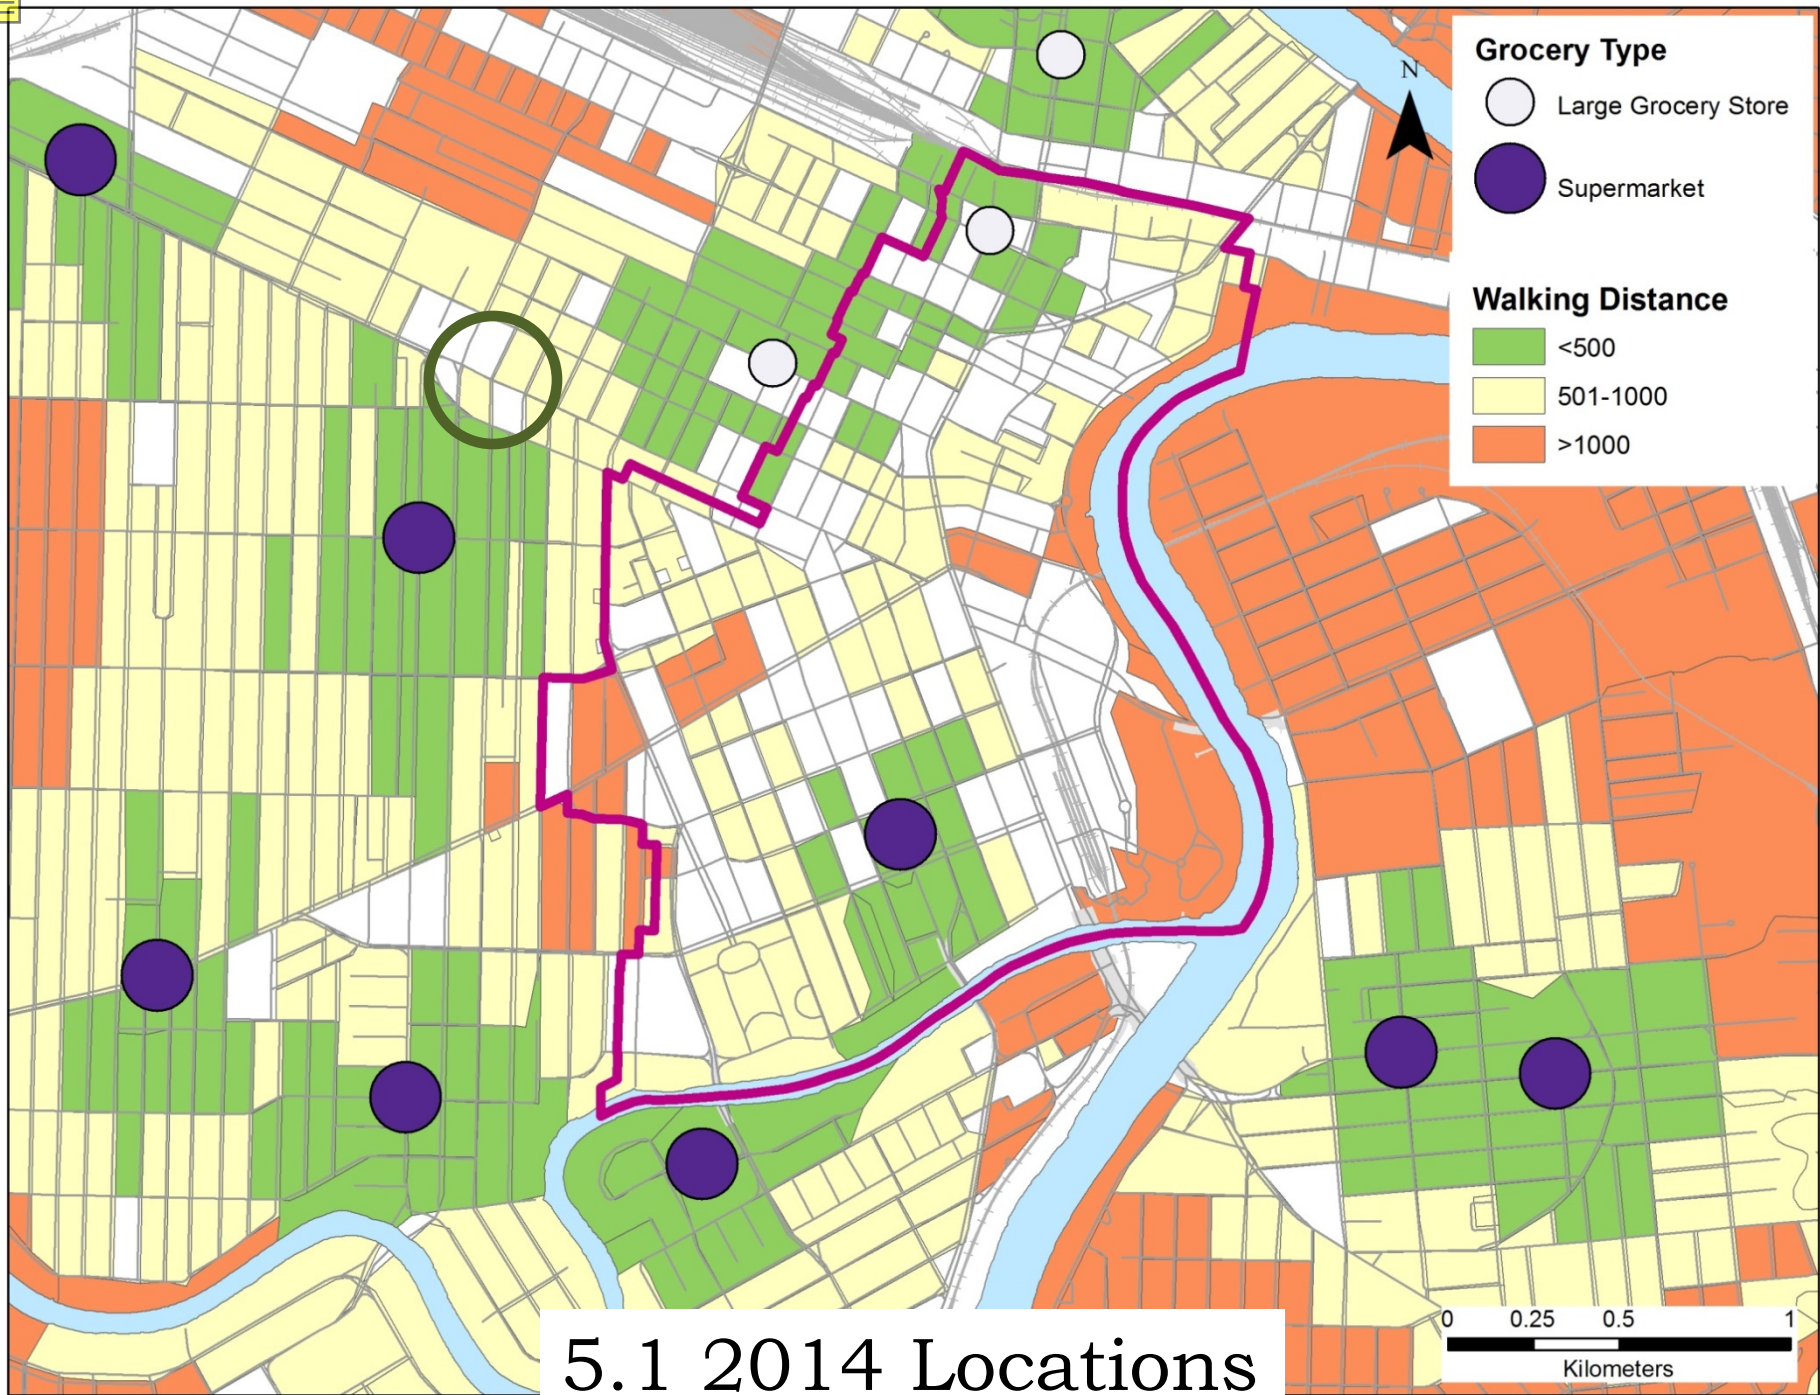 Grocery Type
N
Large Grocery Store
Supermarket
Walking Distance
<500
501-1000
>1000
0 0.25 0.5 1
Kilometers
5.1 2014 Locations